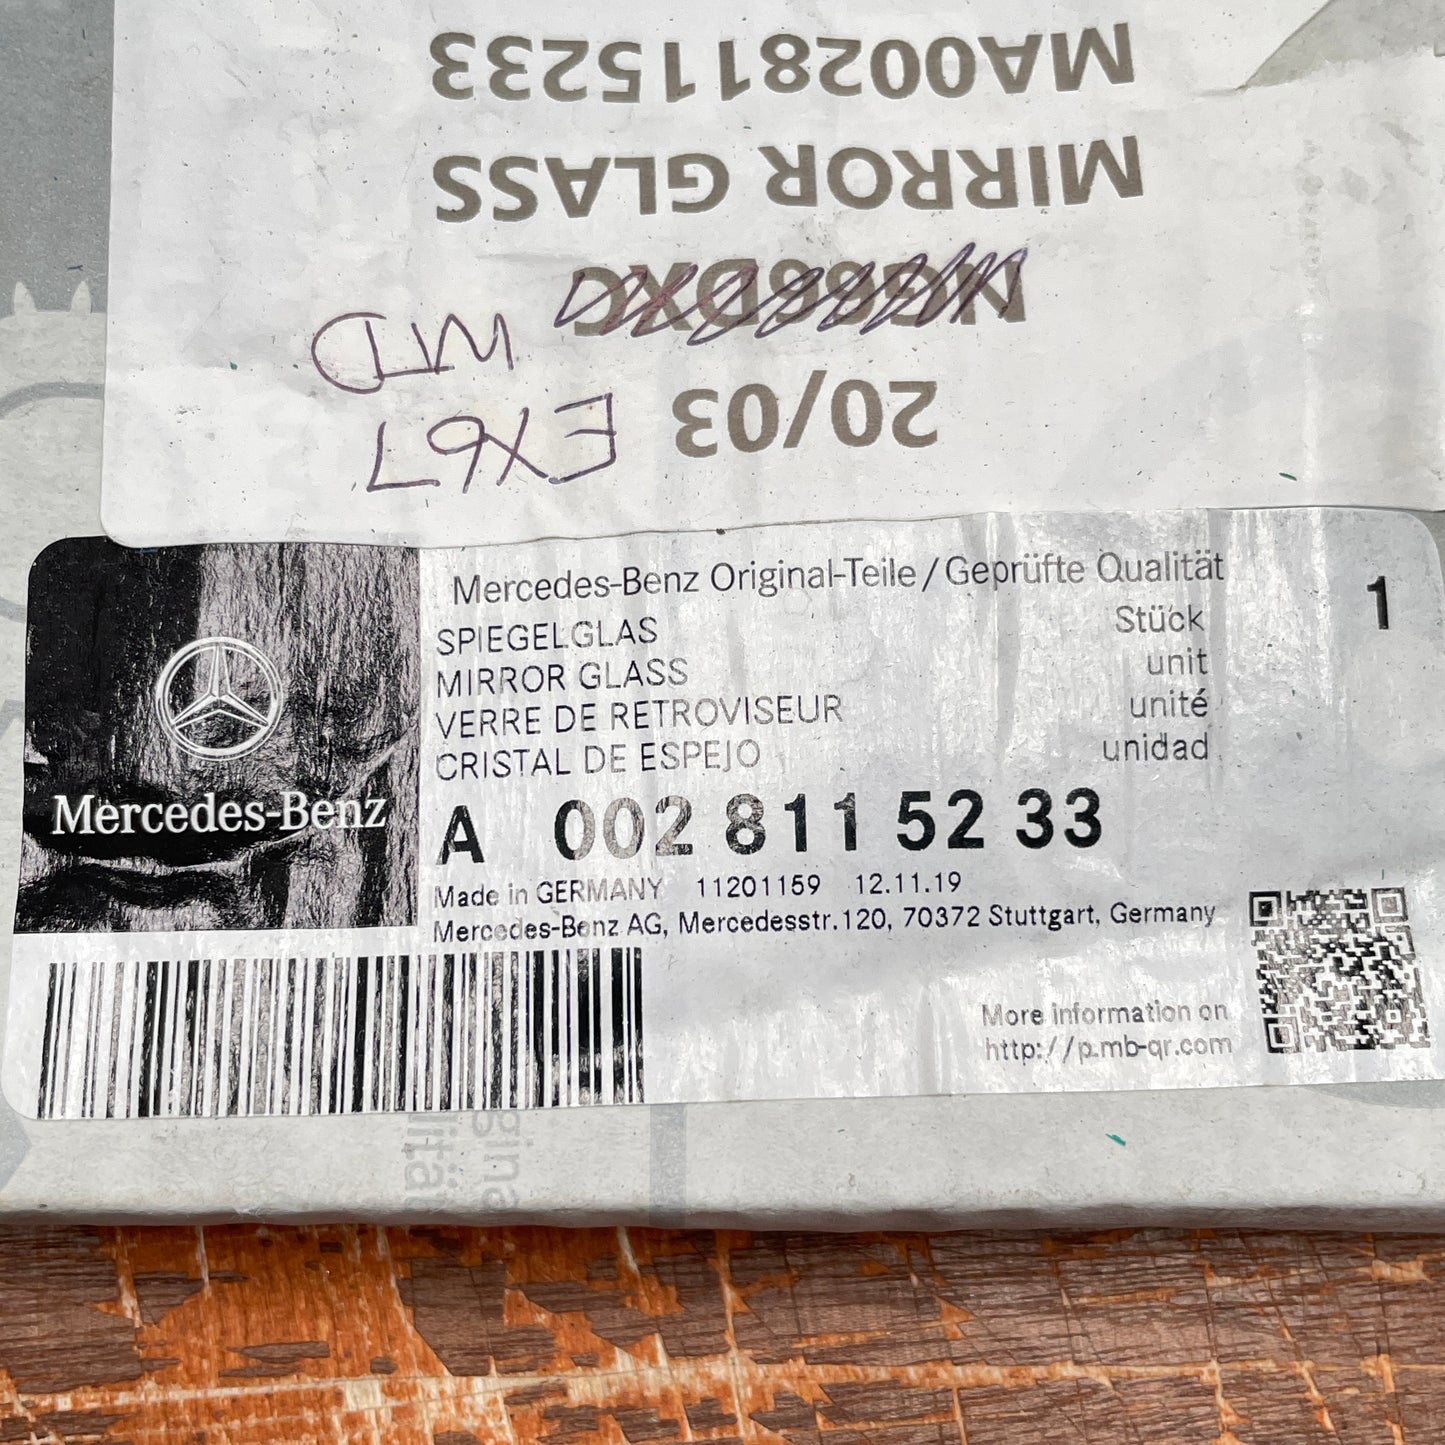 MA0028115233
MIRROR GLASS
20/03
EX67
WTD
Mercedes-Benz
Mercedes-Benz Original-Teile / Geprüfte Qualität
SPIEGELGLAS Stück 1
MIRROR GLASS unit
VERRE DE RETROVISEUR unité
CRISTAL DE ESPEJO unidad
A 002 811 52 33
Made in GERMANY 11201159 12.11.19
Mercedes-Benz AG, Mercedesstr.120, 70372 Stuttgart, Germany
More information on
http://p.mb-qr.com